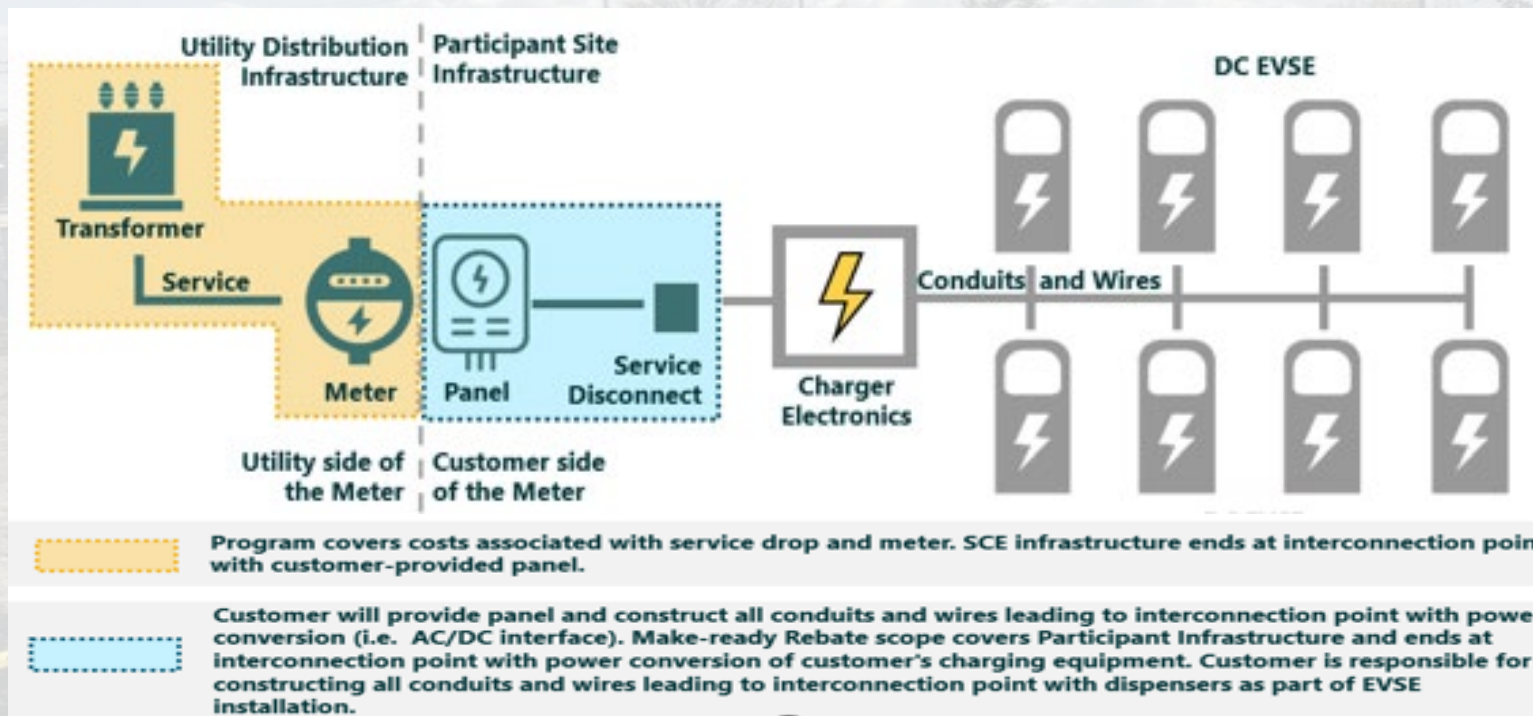 Utility Distribution
Infrastructure
Participant Site
Infrastructure
DC EVSE
Transformer
Service
Meter
Panel
Service
Disconnect
Charger
Electronics
Conduits and Wires
Utility side of
the Meter
Customer side
of the Meter
Program covers costs associated with service drop and meter. SCE infrastructure ends at interconnection poin
with customer-provided panel.
Customer will provide panel and construct all conduits and wires leading to interconnection point with powe
conversion (i.e. AC/DC interface). Make-ready Rebate scope covers Participant Infrastructure and ends at
interconnection point with power conversion of customer's charging equipment. Customer is responsible for
constructing all conduits and wires leading to interconnection point with dispensers as part of EVSE
installation.